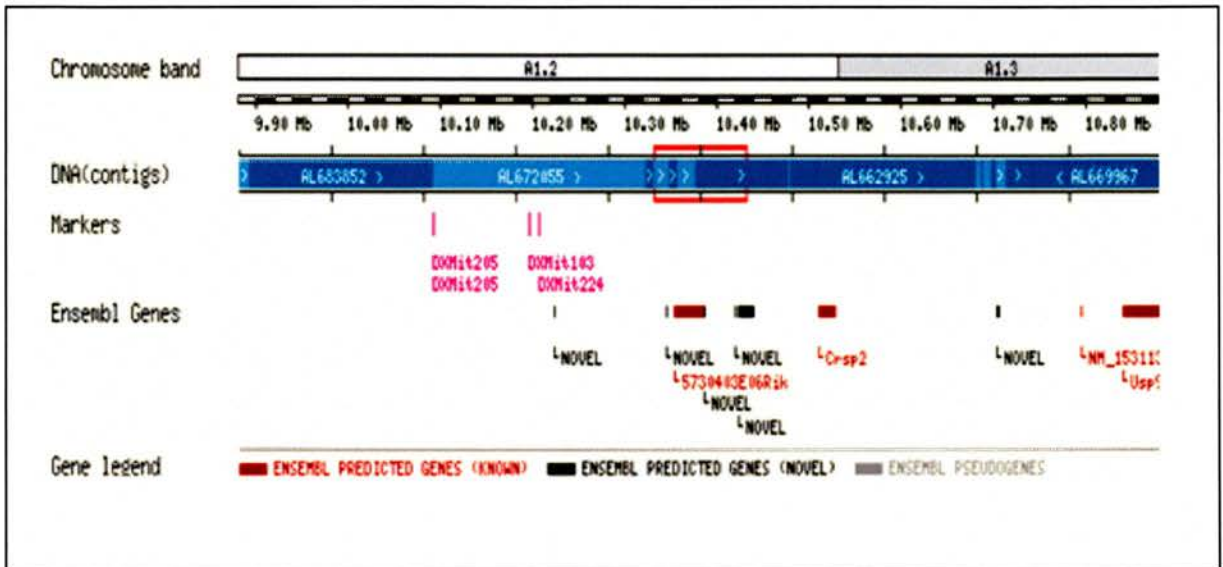 Chromosome band A1.2 A1.3
9.90 Mb 10.00 Mb 10.10 Mb 10.20 Mb 10.30 Mb 10.40 Mb 10.50 Mb 10.60 Mb 10.70 Mb 10.80 Mb
DNA(contigs) > AL683852 > AL672055 > > > > > > AL662925 > > > < AL669967
Markers
DXMit205 DXMit103
DXMit205 DXMit224
Ensembl Genes
NOVEL NOVEL NOVEL Crsp2 NOVEL NM_153113
5730403E06Rik Usp9
NOVEL
NOVEL
Gene legend ENSEMBL PREDICTED GENES (KNOWN) ENSEMBL PREDICTED GENES (NOVEL) ENSEMBL PSEUDOGENES